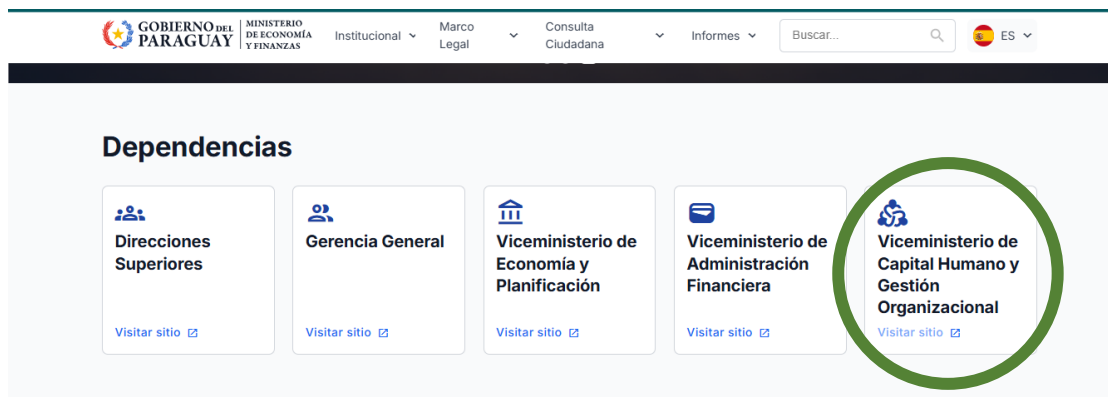 GOBIERNO DEL
PARAGUAY
MINISTERIO
DE ECONOMÍA
Y FINANZAS
Institucional
Marco
Legal
Consulta
Ciudadana
Informes
Buscar...
ES
Dependencias
Direcciones
Superiores
Visitar sitio
Gerencia General
Visitar sitio
Viceministerio de
Economía y
Planificación
Visitar sitio
Viceministerio de
Administración
Financiera
Visitar sitio
Viceministerio de
Capital Humano y
Gestión
Organizacional
Visitar sitio